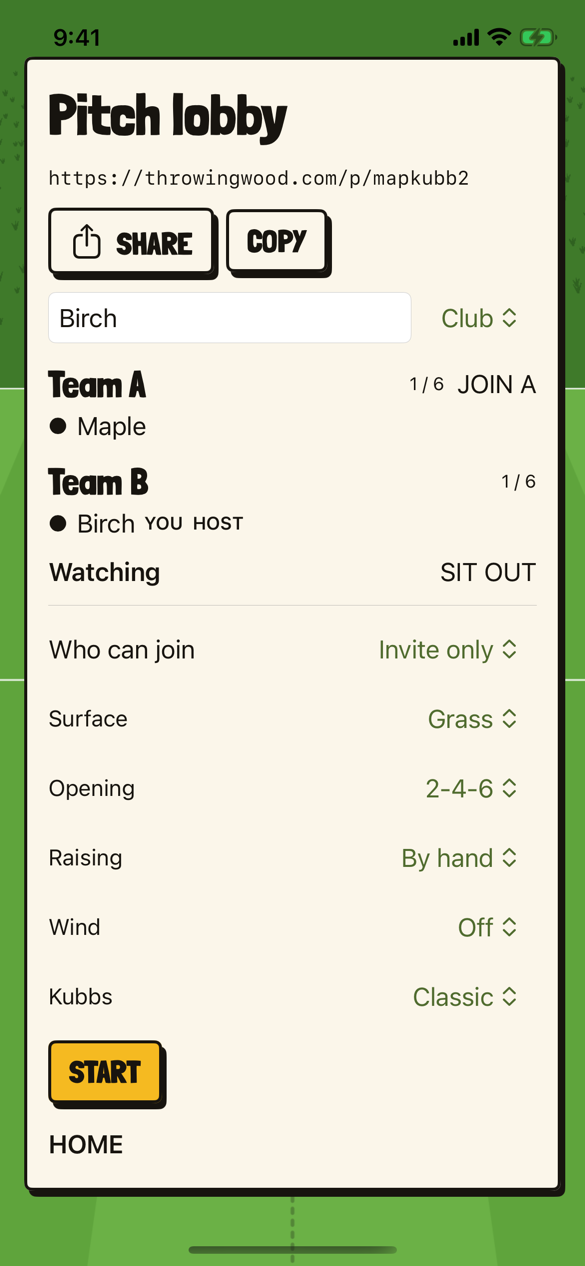 9:41
Pitch lobby
https://throwingwood.com/p/mapkubb2
SHARE COPY
Birch Club
Team A 1/6 JOIN A
Maple
Team B 1/6
Birch YOU HOST
Watching SIT OUT
Who can join Invite only
Surface Grass
Opening 2-4-6
Raising By hand
Wind Off
Kubbs Classic
START
HOME